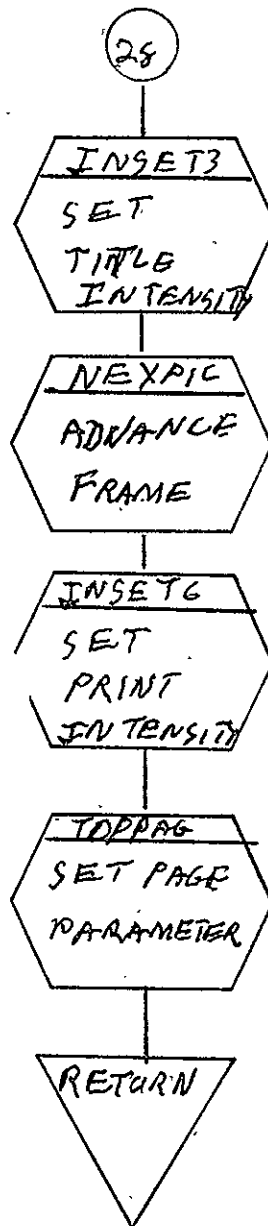 28
INSET3
SET
TITLE
INTENSITY
NEXPIC
ADVANCE
FRAME
INSET6
SET
PRINT
INTENSITY
TOPPAG
SET PAGE
PARAMETER
RETURN